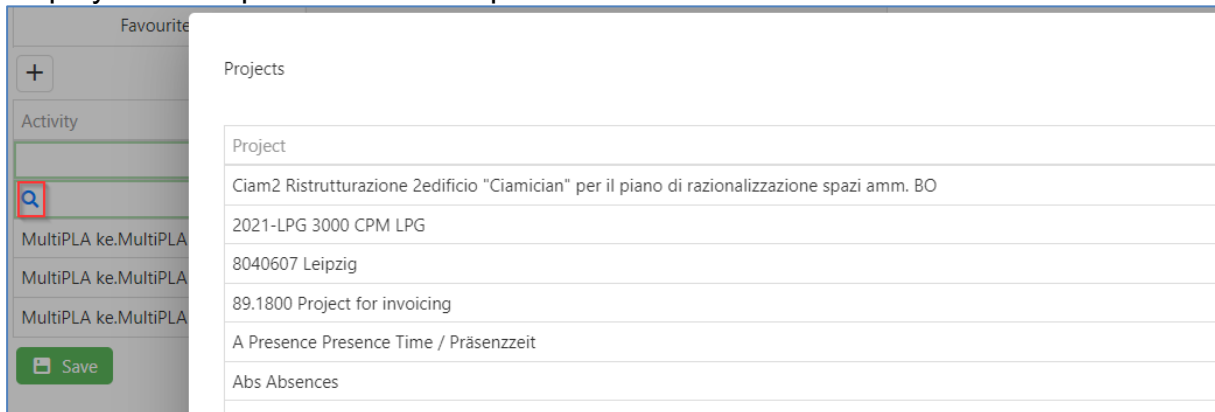 Favourite
Projects
Activity
Project
Ciam2 Ristrutturazione 2edificio "Ciamician" per il piano di razionalizzazione spazi amm. BO
2021-LPG 3000 CPM LPG
MultiPLA ke.MultiPLA
8040607 Leipzig
MultiPLA ke.MultiPLA
89.1800 Project for invoicing
MultiPLA ke.MultiPLA
A Presence Presence Time / Präsenzzeit
Save
Abs Absences